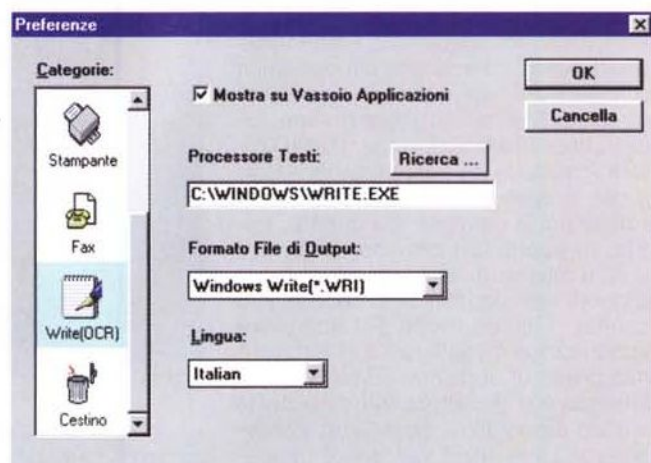 Preferenze
Categorie:
Stampante
Fax
Write(OCR)
Cestino
Mostra su Vassoio Applicazioni
Processore Testi:
Ricerca ...
C:\WINDOWS\WRITE.EXE
Formato File di Output:
Windows Write(*.WRI)
Lingua:
Italian
OK
Cancella